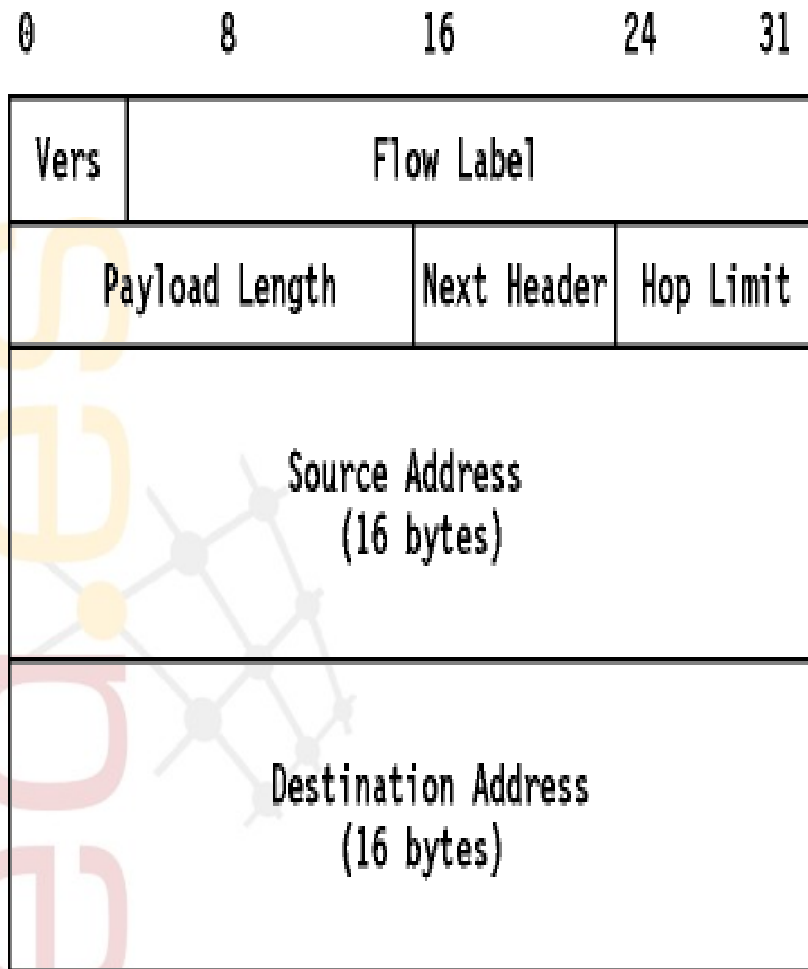 0 8 16 24 31
Vers Flow Label
Payload Length Next Header Hop Limit
Source Address
(16 bytes)
Destination Address
(16 bytes)